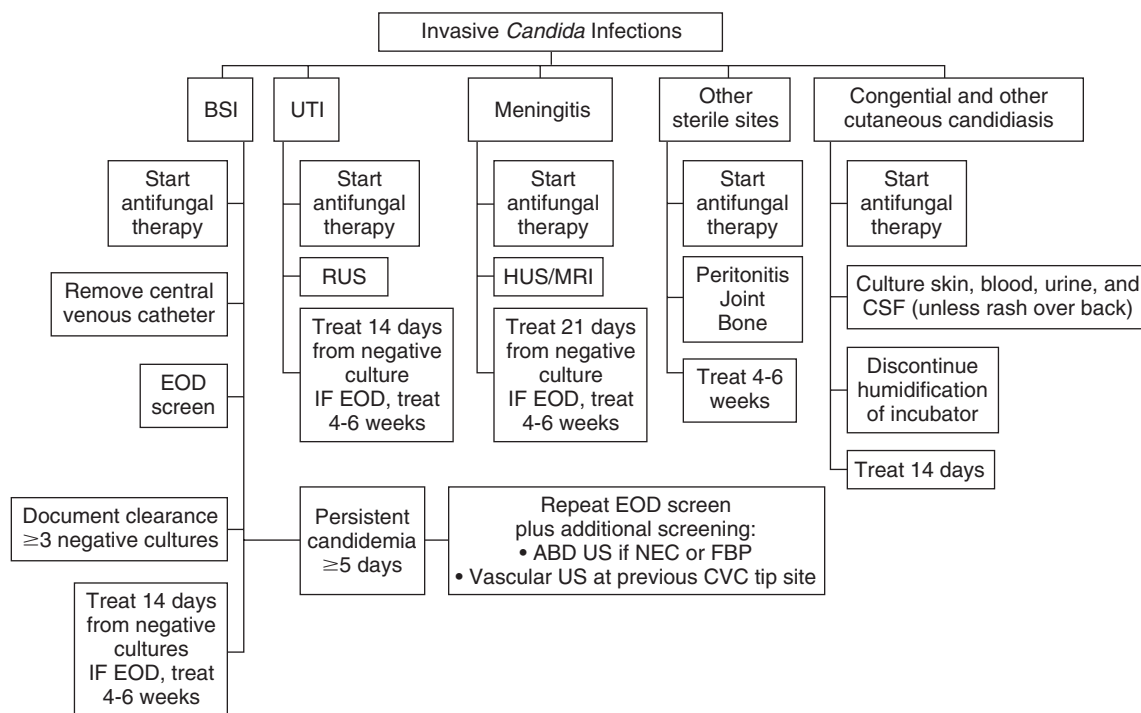 Invasive Candida Infections
BSI
UTI
Meningitis
Other
sterile sites
Congential and other
cutaneous candidiasis
Start
antifungal
therapy
Start
antifungal
therapy
Start
antifungal
therapy
Start
antifungal
therapy
Start
antifungal
therapy
Remove central
venous catheter
RUS
HUS/MRI
Peritonitis
Joint
Bone
Culture skin, blood, urine, and
CSF (unless rash over back)
EOD
screen
Treat 14 days
from negative
culture
IF EOD, treat
4-6 weeks
Treat 21 days
from negative
culture
IF EOD, treat
4-6 weeks
Treat 4-6
weeks
Discontinue
humidification
of incubator
Treat 14 days
Document clearance
≥3 negative cultures
Persistent
candidemia
≥5 days
Repeat EOD screen
plus additional screening:
• ABD US if NEC or FBP
• Vascular US at previous CVC tip site
Treat 14 days
from negative
cultures
IF EOD, treat
4-6 weeks